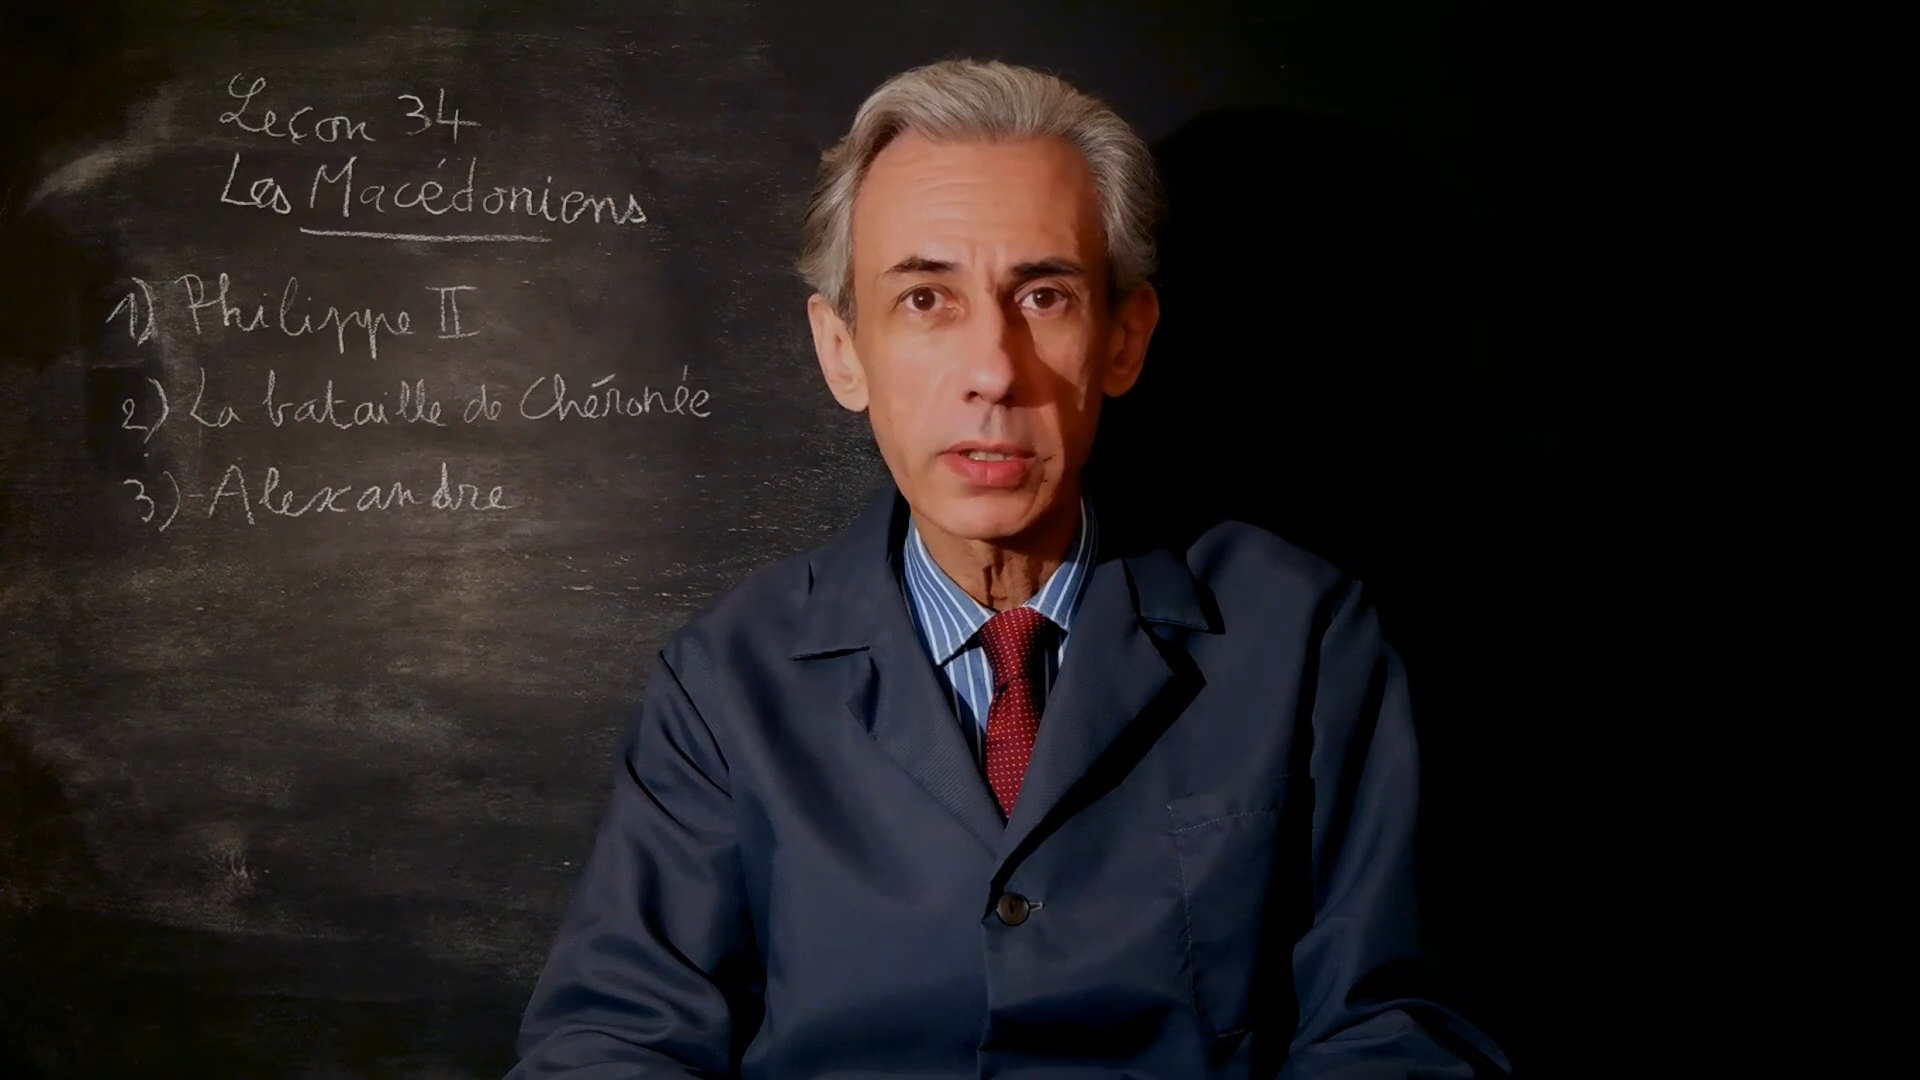 Leçon 34
Les Macédoniens
1) Philippe II
2) La bataille de Chéronée
3) Alexandre